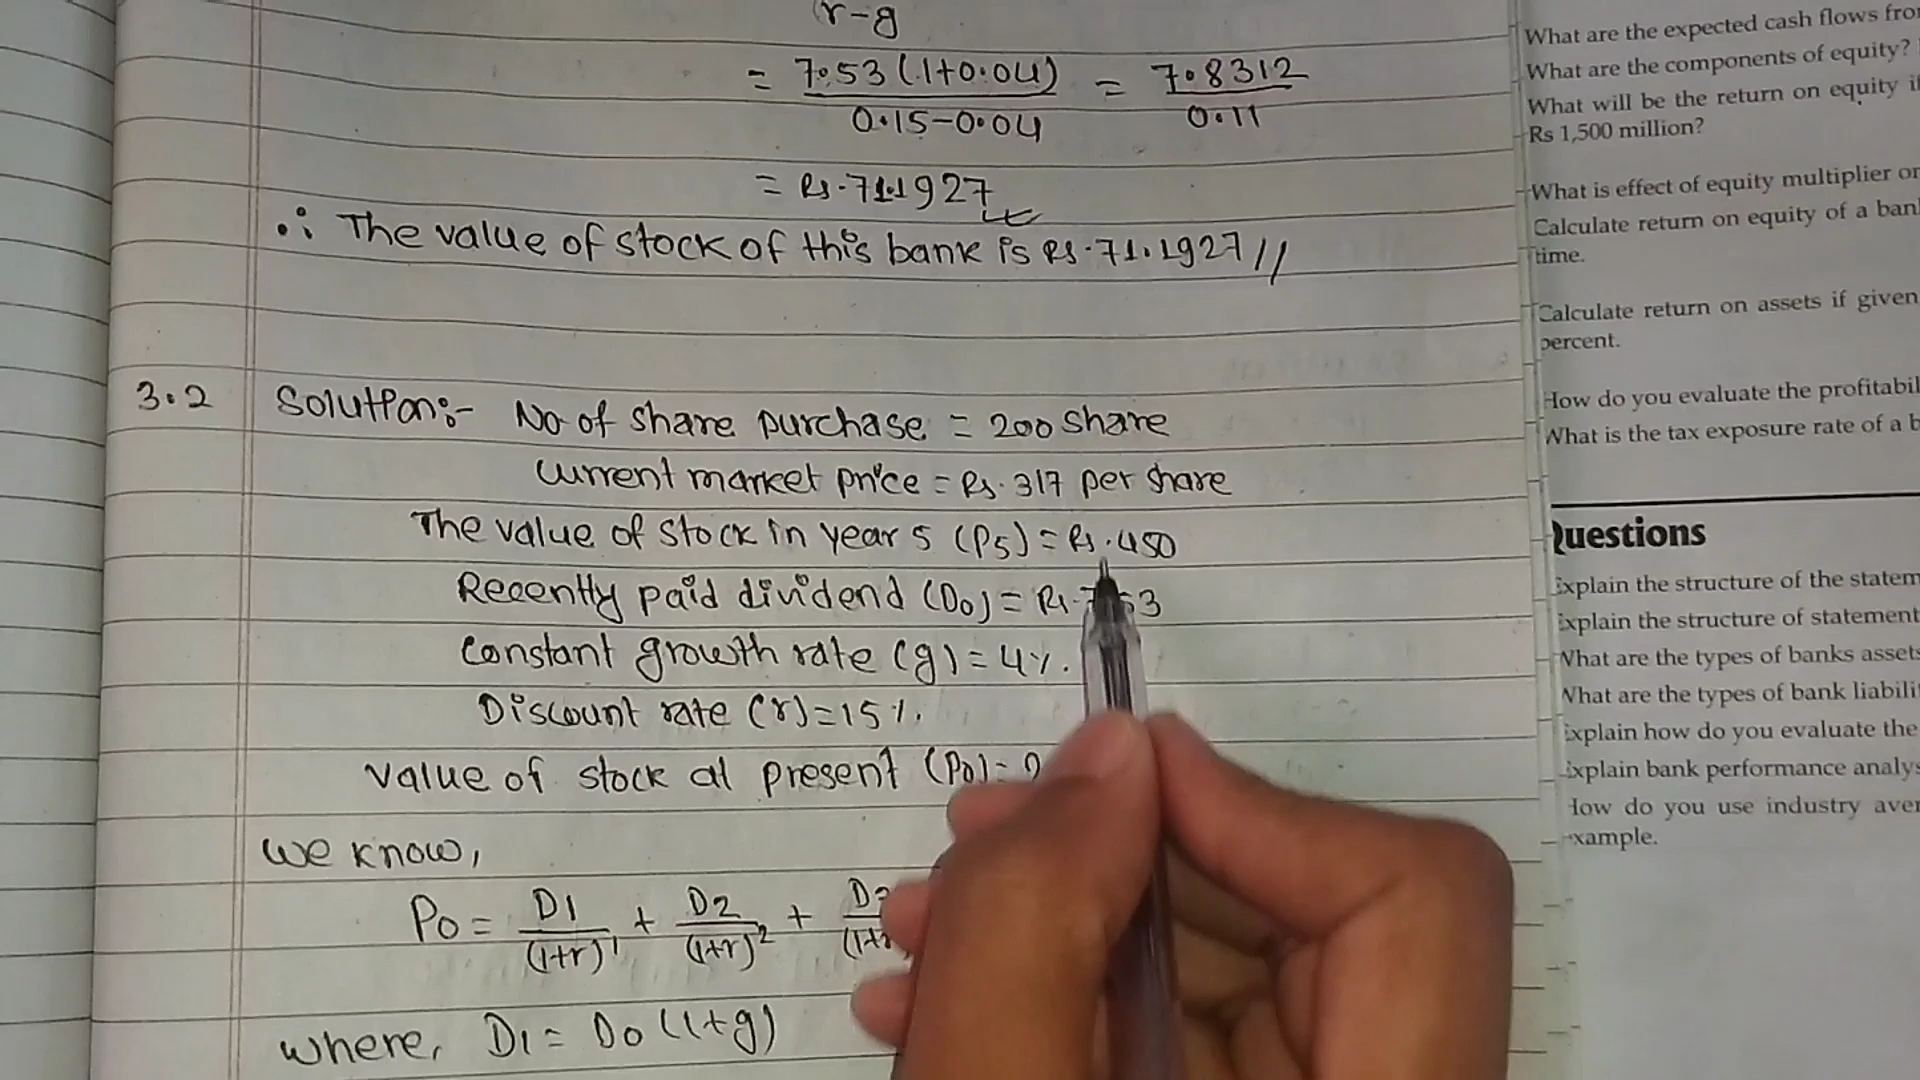 r-g
= 7.53(1+0.04) = 7.8312
0.15-0.04 0.11
= Rs.71.1927
∴ The value of stock of this bank is Rs.71.1927//
3.2 Solution:- No of share purchase = 200 share
Current market price = Rs.317 per share
The value of stock in year 5 (P5) = Rs.450
Recently paid dividend (D0) = Rs.7 53
Constant growth rate (g) = 4%.
Discount rate (r) = 15%.
value of stock at present (P0) = ?
we know,
P0 = D1 + D2 +
(1+r)^1 (1+r)^2
where, D1 = D0 (1+g)
What are the expected cash flows
What are the components of equity?
What will be the return on equity
Rs 1,500 million?
What is effect of equity multiplier
Calculate return on equity of a
time.
Calculate return on assets if given
percent.
How do you evaluate the
What is the tax exposure rate of a
Questions
Explain the structure of the
Explain the structure of statement
What are the types of banks assets
What are the types of bank
Explain how do you evaluate the
Explain bank performance
How do you use industry
example.